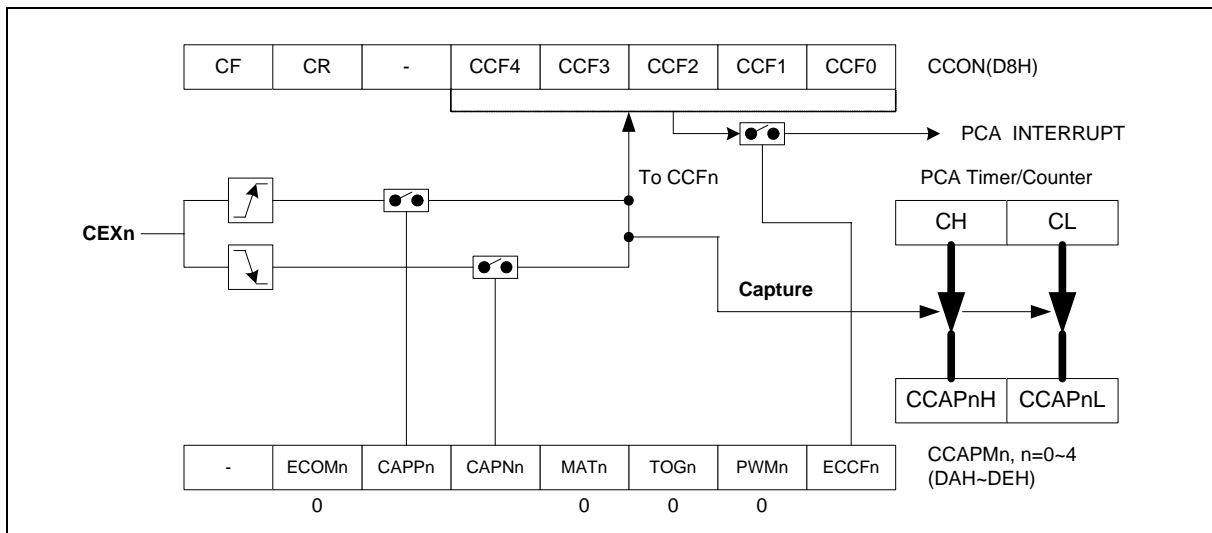 CF CR - CCF4 CCF3 CCF2 CCF1 CCF0 CCON(D8H)
PCA INTERRUPT
To CCFn
PCA Timer/Counter
CEXn
CH CL
Capture
CCAPnH CCAPnL
- ECOMn CAPPn CAPNn MATn TOGn PWMn ECCFn
CCAPMn, n=0~4
(DAH~DEH)
0 0 0 0